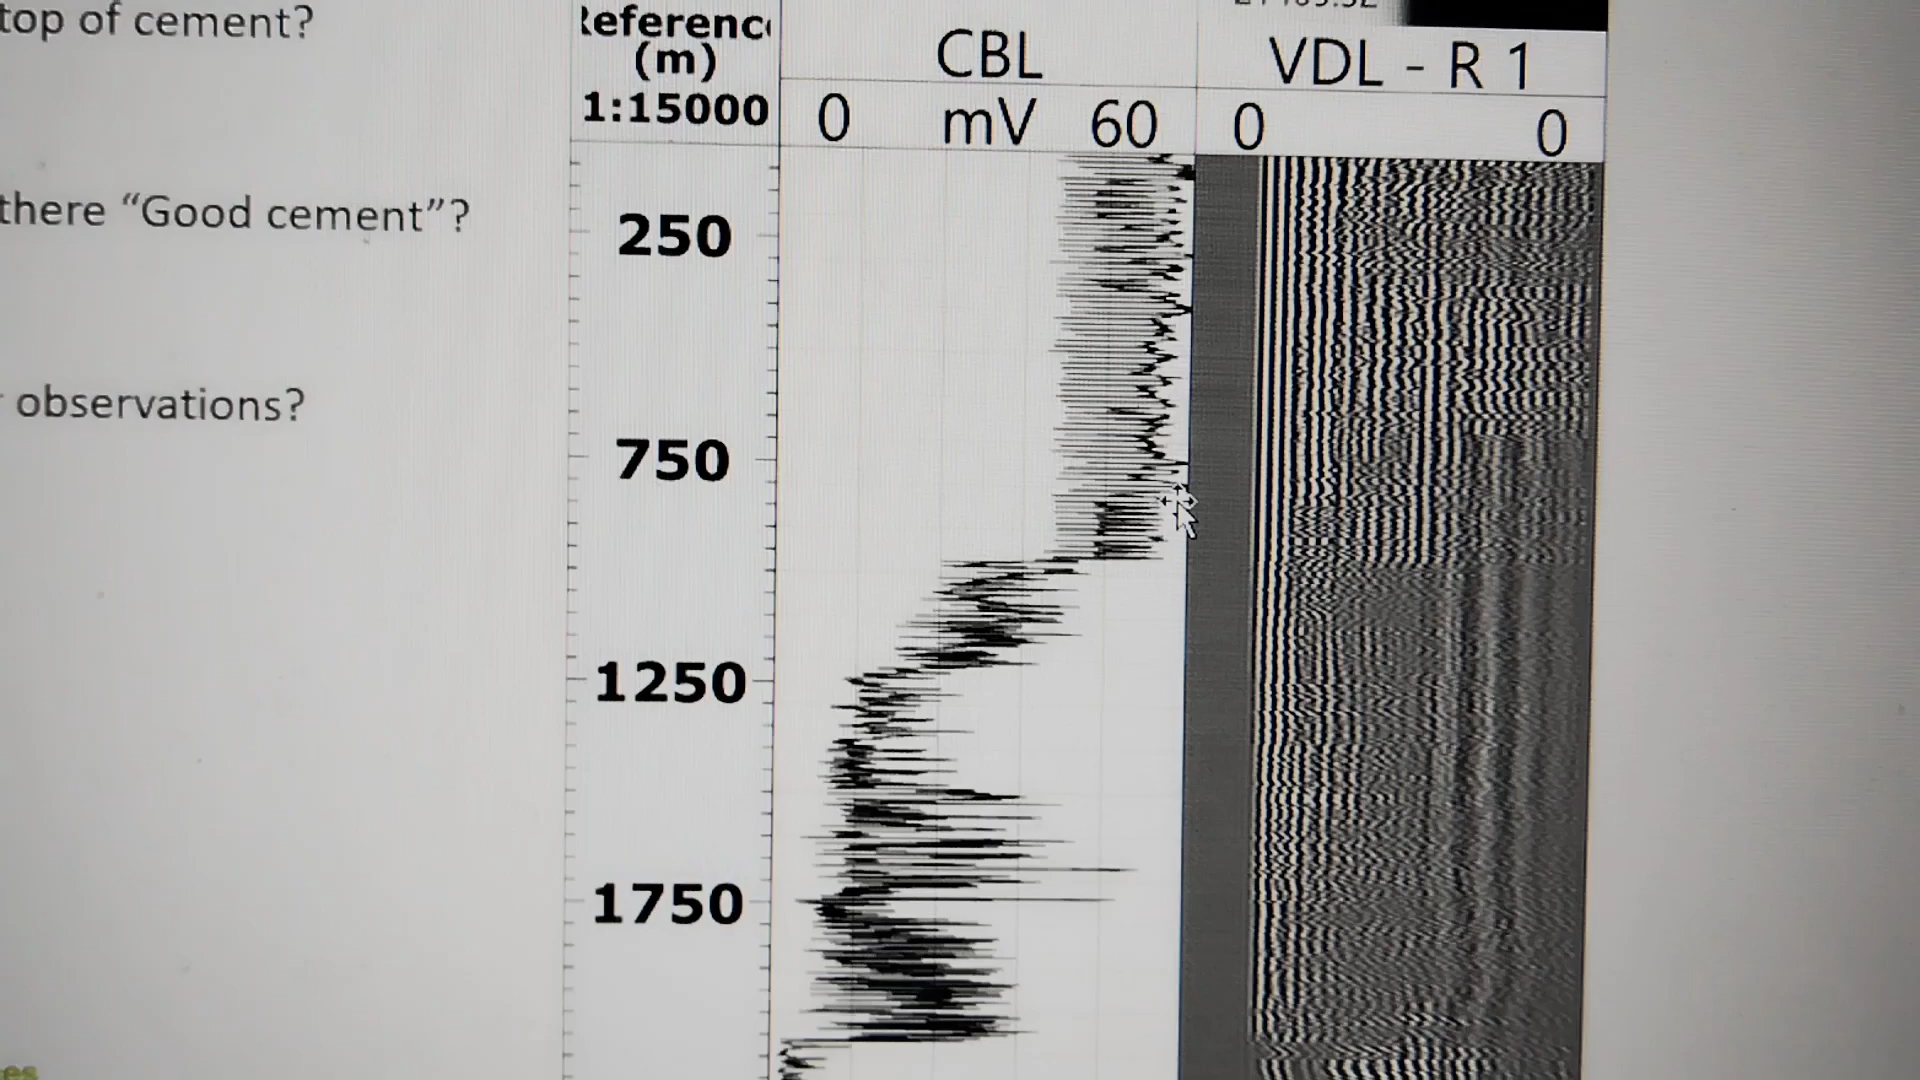 top of cement?
there “Good cement”?
observations?
(m)
1:15000
CBL
0 mV 60
VDL - R 1
0 0
250
750
1250
1750